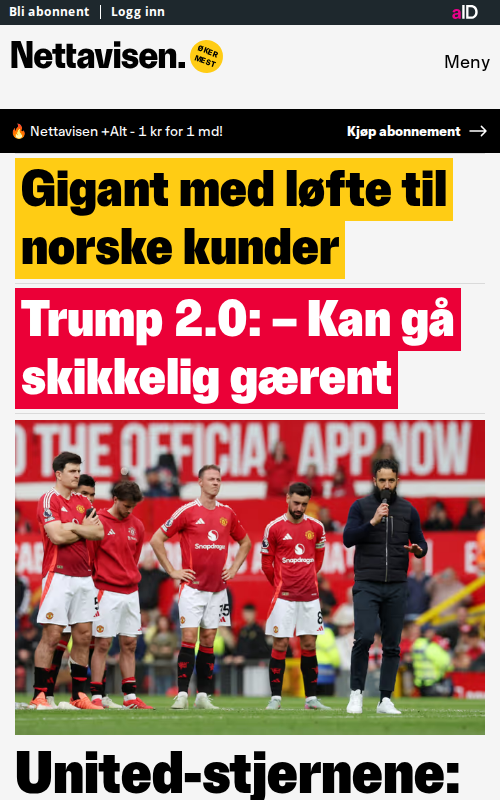 Bli abonnent
Logg inn
aID
Nettavisen.
ØKER
MEST
Meny
🔥 Nettavisen +Alt - 1 kr for 1 md!
Kjøp abonnement →
Gigant med løfte til
norske kunder
Trump 2.0: – Kan gå
skikkelig gærent
THE OFFICIAL APP NOW
Snapdragon
Snapdragon
Snapdragon
35
8
United-stjernene: